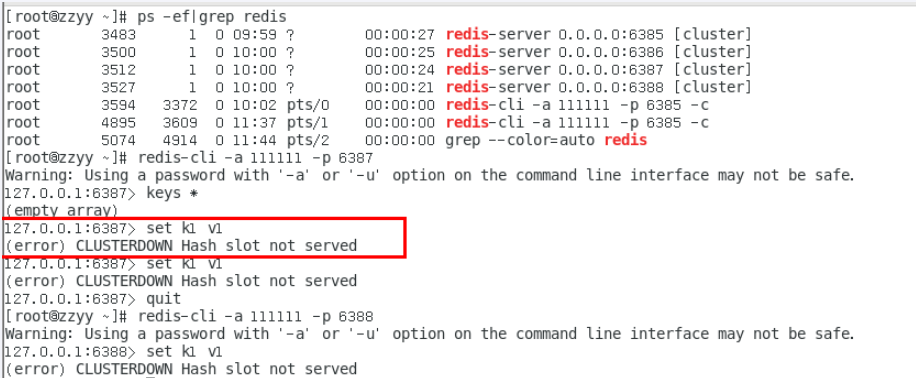 [root@zzyy ~]# ps -ef|grep redis
root 3483 1 0 09:59 ? 00:00:27 redis-server 0.0.0.0:6385 [cluster]
root 3500 1 0 10:00 ? 00:00:25 redis-server 0.0.0.0:6386 [cluster]
root 3512 1 0 10:00 ? 00:00:24 redis-server 0.0.0.0:6387 [cluster]
root 3527 1 0 10:00 ? 00:00:21 redis-server 0.0.0.0:6388 [cluster]
root 3594 3372 0 10:02 pts/0 00:00:00 redis-cli -a 111111 -p 6385 -c
root 4895 3609 0 11:37 pts/1 00:00:00 redis-cli -a 111111 -p 6385 -c
root 5074 4914 0 11:44 pts/2 00:00:00 grep --color=auto redis
[root@zzyy ~]# redis-cli -a 111111 -p 6387
Warning: Using a password with '-a' or '-u' option on the command line interface may not be safe.
127.0.0.1:6387> keys *
(empty array)
127.0.0.1:6387> set k1 v1
(error) CLUSTERDOWN Hash slot not served
127.0.0.1:6387> set k1 v1
(error) CLUSTERDOWN Hash slot not served
127.0.0.1:6387> quit
[root@zzyy ~]# redis-cli -a 111111 -p 6388
Warning: Using a password with '-a' or '-u' option on the command line interface may not be safe.
127.0.0.1:6388> set k1 v1
(error) CLUSTERDOWN Hash slot not served